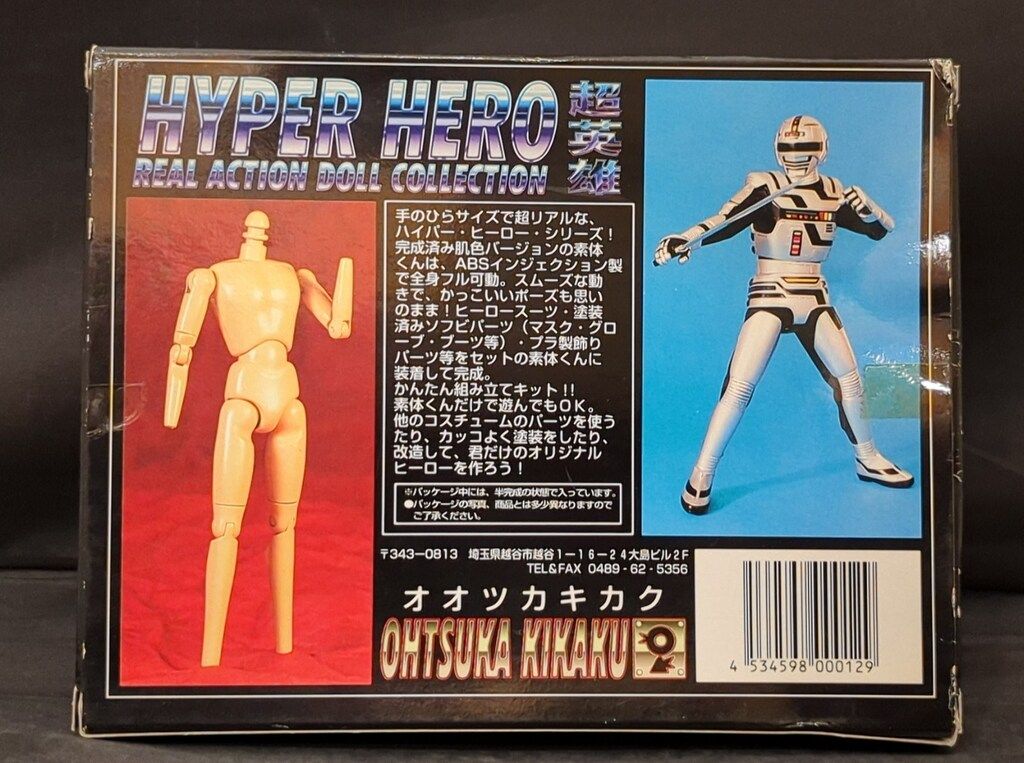 HYPER HERO
REAL ACTION DOLL COLLECTION
超英雄
手のひらサイズで超リアルな、
ハイパー・ヒーロー・シリーズ!
完成済み肌色バージョンの素体
くんは、ABSインジェクション製
で全身フル可動。スムーズな動
きで、かっこいいポーズも思い
のまま!ヒーロースーツ・塗装
済みソフビパーツ(マスク・グロ
ーブ・ブーツ等)・プラ製飾り
パーツ等をセットの素体くんに
装着して完成。
かんたん組み立てキット!!
素体くんだけで遊んでもOK。
他のコスチュームのパーツを使う
たり、カッコよく塗装をしたり、
改造して、君だけのオリジナル
ヒーローを作ろう!
※パッケージ中には、半完成の状態で入っています。
●パッケージの写真、商品とは多少異なりますので
ご了承ください。
〒343-0813 埼玉県越谷市越谷1-16-24大島ビル2F
TEL&FAX 0489-62-5356
オオツカキカク
OHTSUKA KIKAKU
4 534598 000129